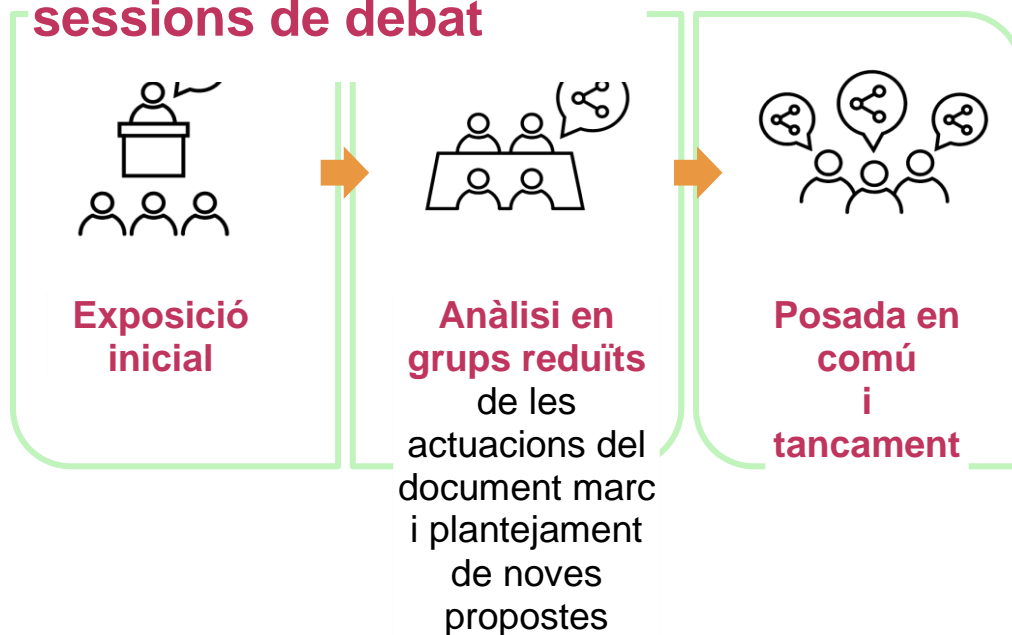 sessions de debat
Exposició
inicial
Anàlisi en
grups reduïts
de les
actuacions del
document marc
i plantejament
de noves
propostes
Posada en
comú
i
tancament